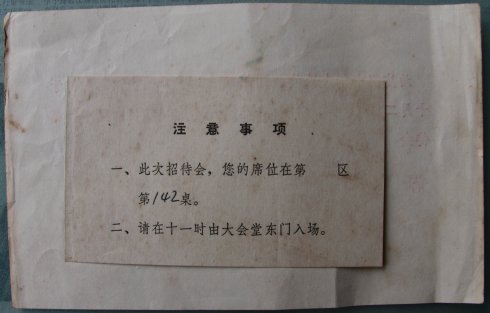 注意事项
一、此次招待会，您的席位在第　　区
第142桌。
二、请在十一时由大会堂东门入场。